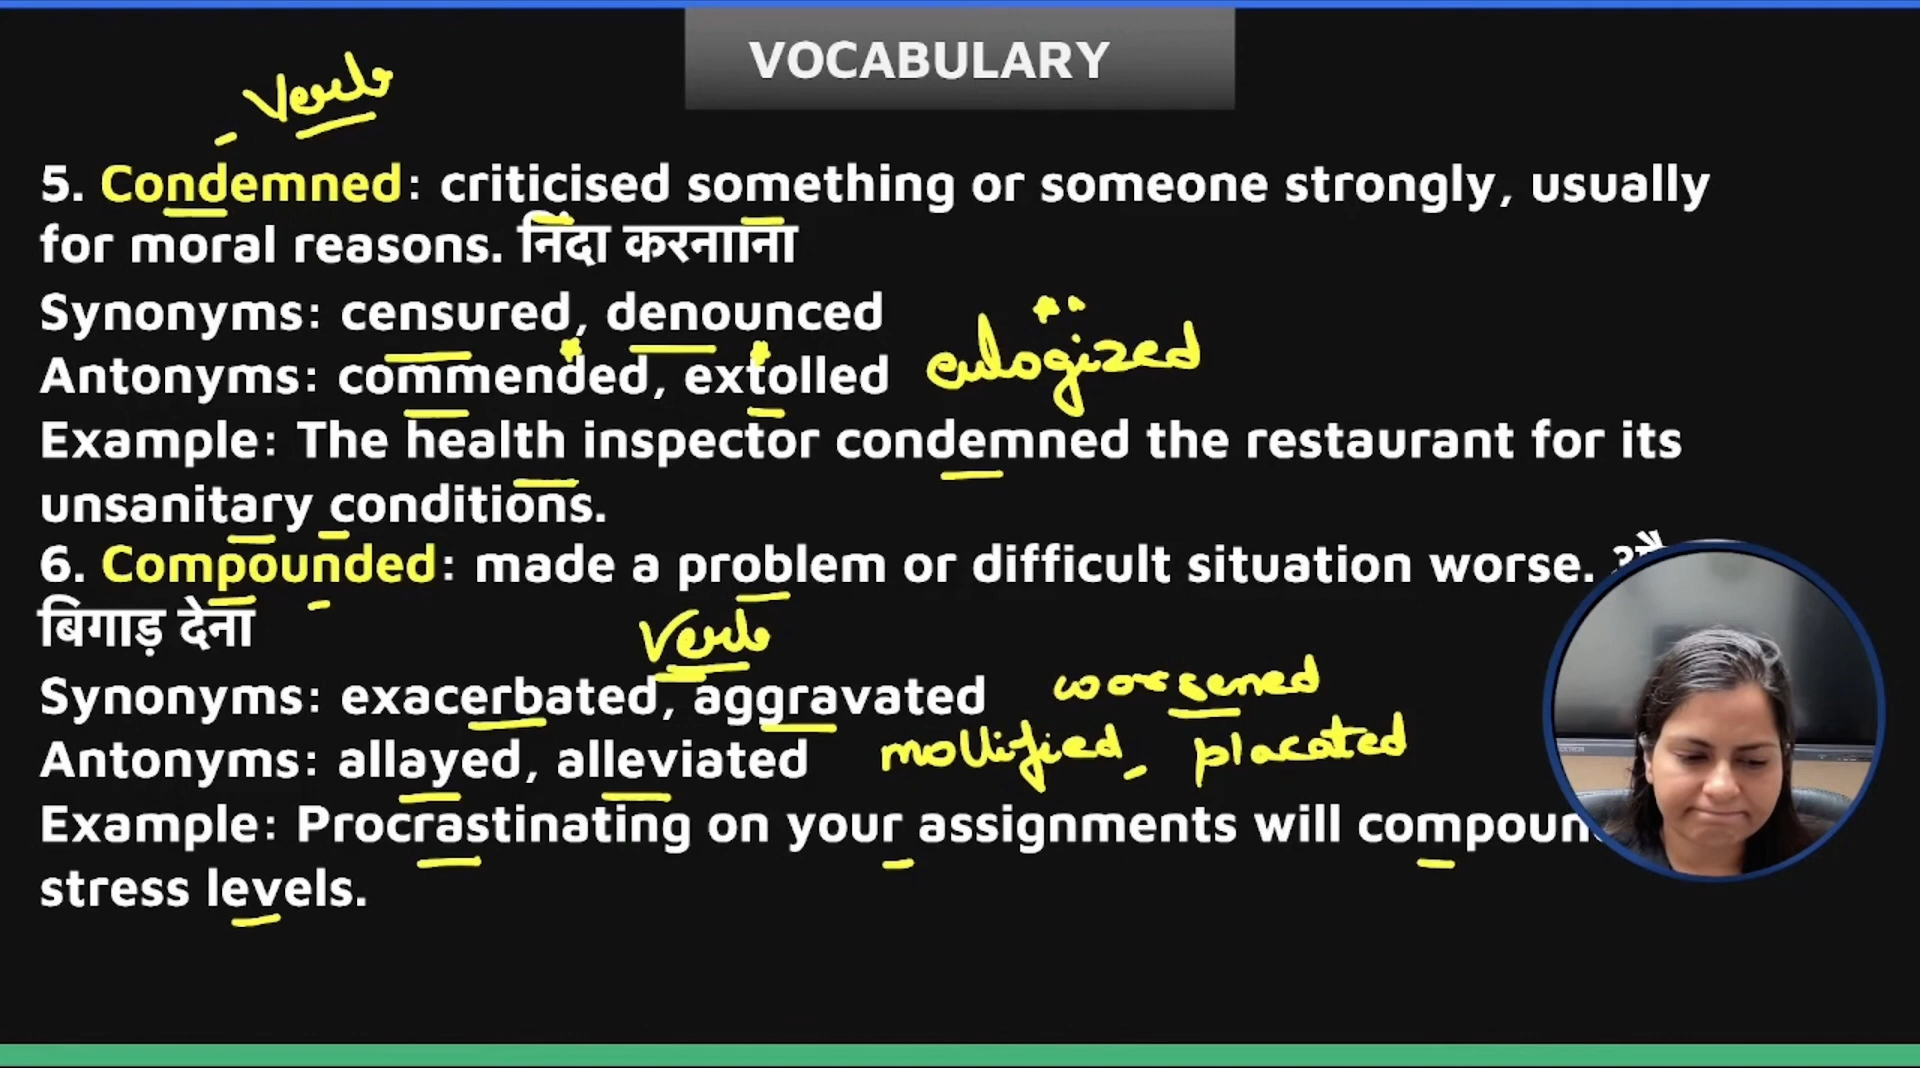 VOCABULARY
Verb
5. Condemned: criticised something or someone strongly, usually
for moral reasons. निंदा करनााना
Synonyms: censured, denounced
Antonyms: commended, extolled eulogized
Example: The health inspector condemned the restaurant for its
unsanitary conditions.
6. Compounded: made a problem or difficult situation worse.
बिगाड़ देना
Verb
Synonyms: exacerbated, aggravated worsened
Antonyms: allayed, alleviated mollified, placated
Example: Procrastinating on your assignments will
stress levels.